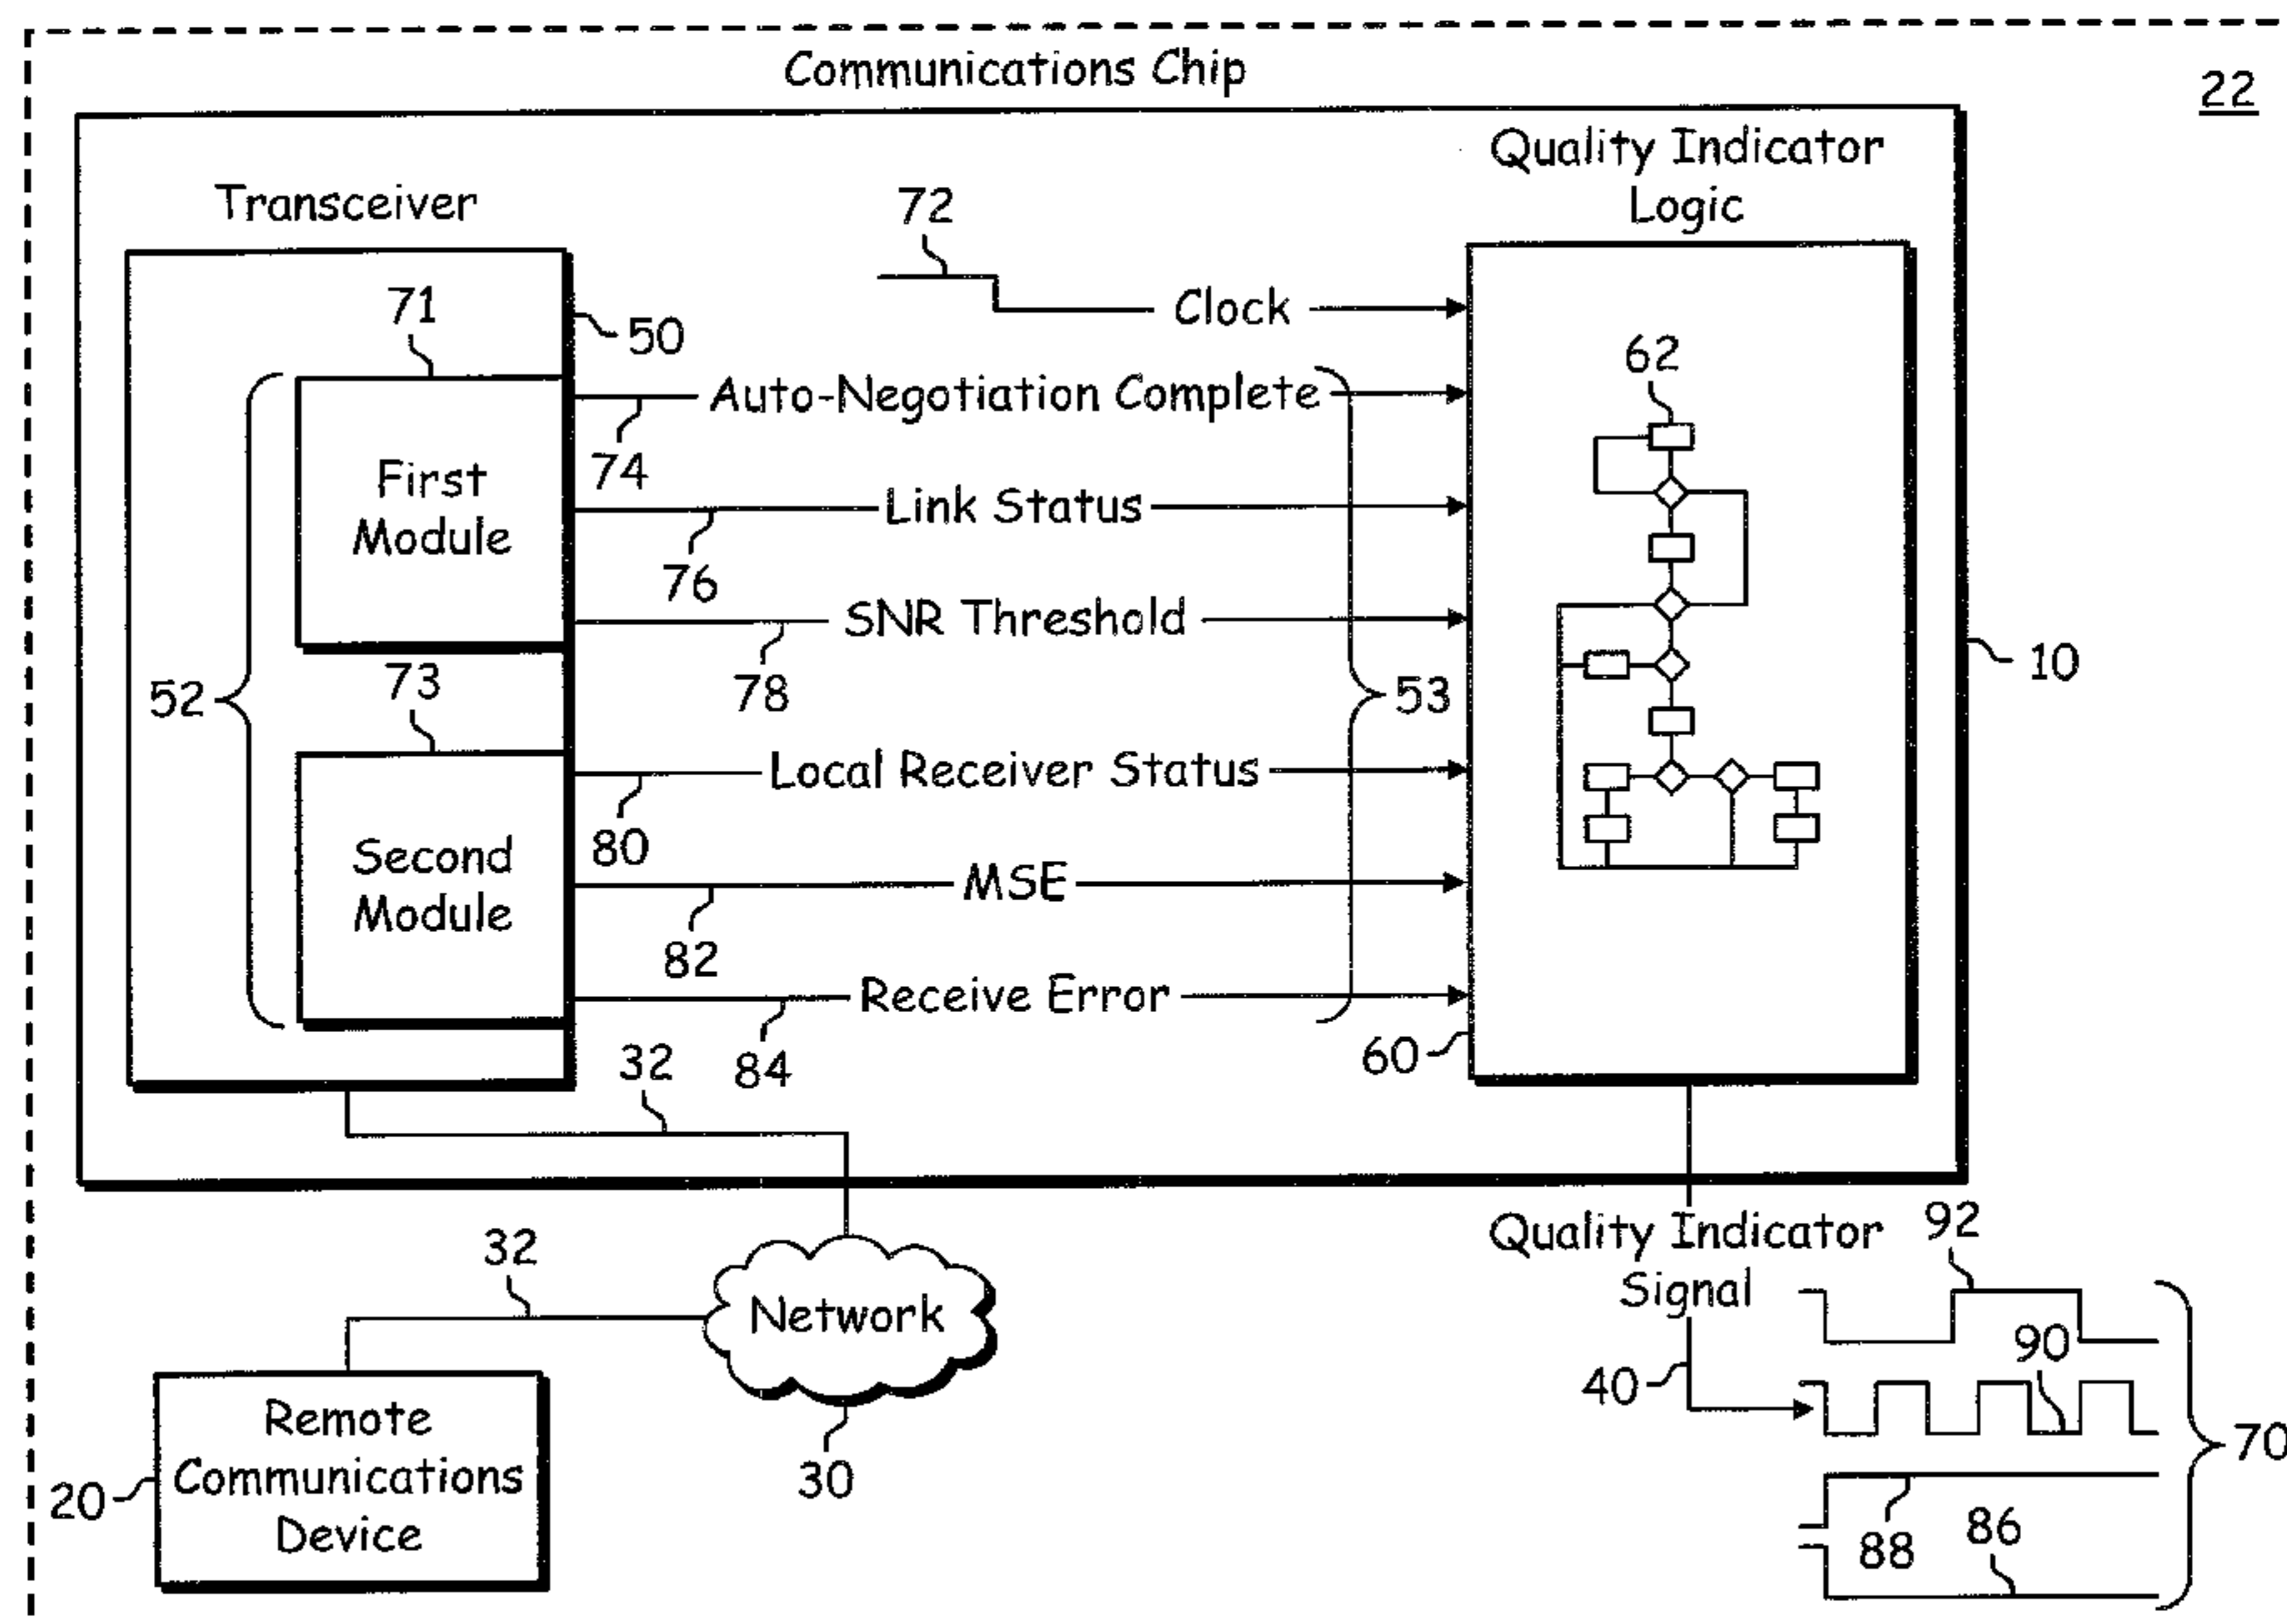 Communications Chip
22
Quality Indicator
Logic
Transceiver
72
Clock
71
50
62
Auto-Negotiation Complete
74
First
Module
Link Status
76
SNR Threshold
78
10
52
73
53
Local Receiver Status
80
Second
Module
MSE
82
Receive Error
84
60
32
Quality Indicator
Signal
92
32
Network
90
40
30
70
Remote
Communications
Device
20
88
86